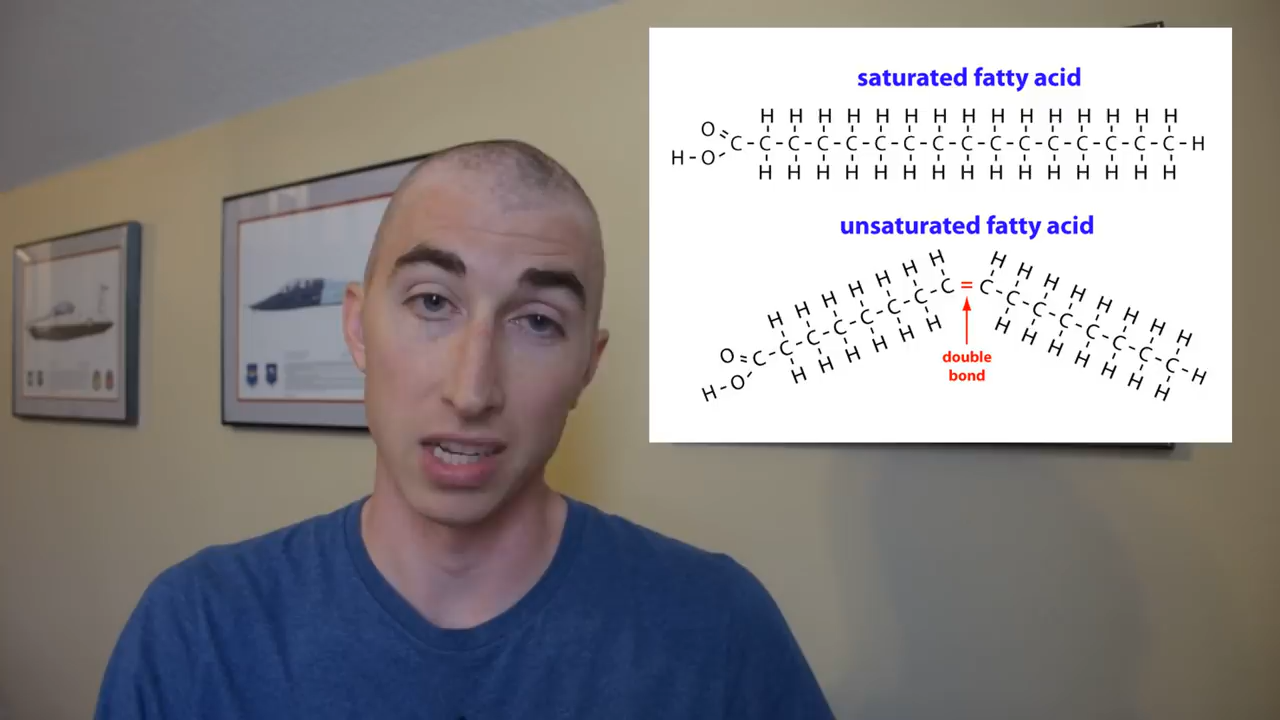 saturated fatty acid
H H H H H H H H H H H H H H H
O=C-C-C-C-C-C-C-C-C-C-C-C-C-C-C-C-H
H-O
H H H H H H H H H H H H H H H
unsaturated fatty acid
H H H H H H H H H H H H H H H
O=C-C-C-C-C-C-C-C=C-C-C-C-C-C-C-C-H
H-O
H H H H H H H H H H H H H
double
bond